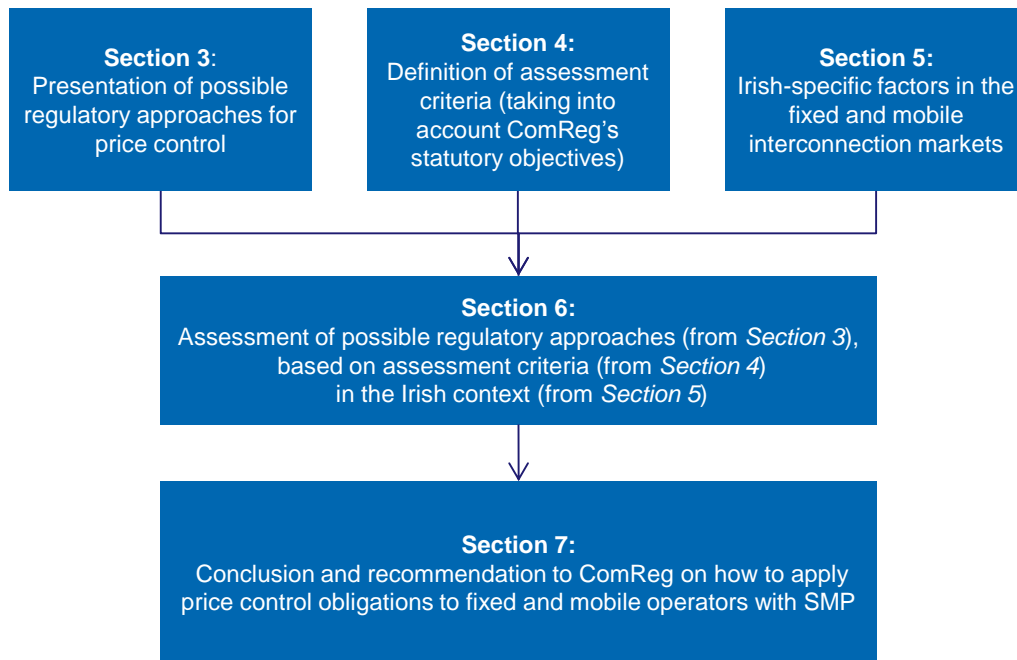 Section 3:
Presentation of possible
regulatory approaches for
price control
Section 4:
Definition of assessment
criteria (taking into
account ComReg’s
statutory objectives)
Section 5:
Irish-specific factors in the
fixed and mobile
interconnection markets
Section 6:
Assessment of possible regulatory approaches (from Section 3),
based on assessment criteria (from Section 4)
in the Irish context (from Section 5)
Section 7:
Conclusion and recommendation to ComReg on how to apply
price control obligations to fixed and mobile operators with SMP